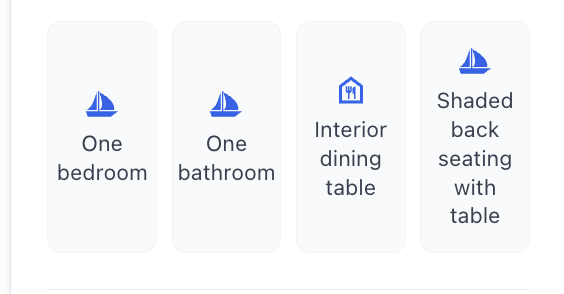 One
bedroom
One
bathroom
Interior
dining
table
Shaded
back
seating
with
table